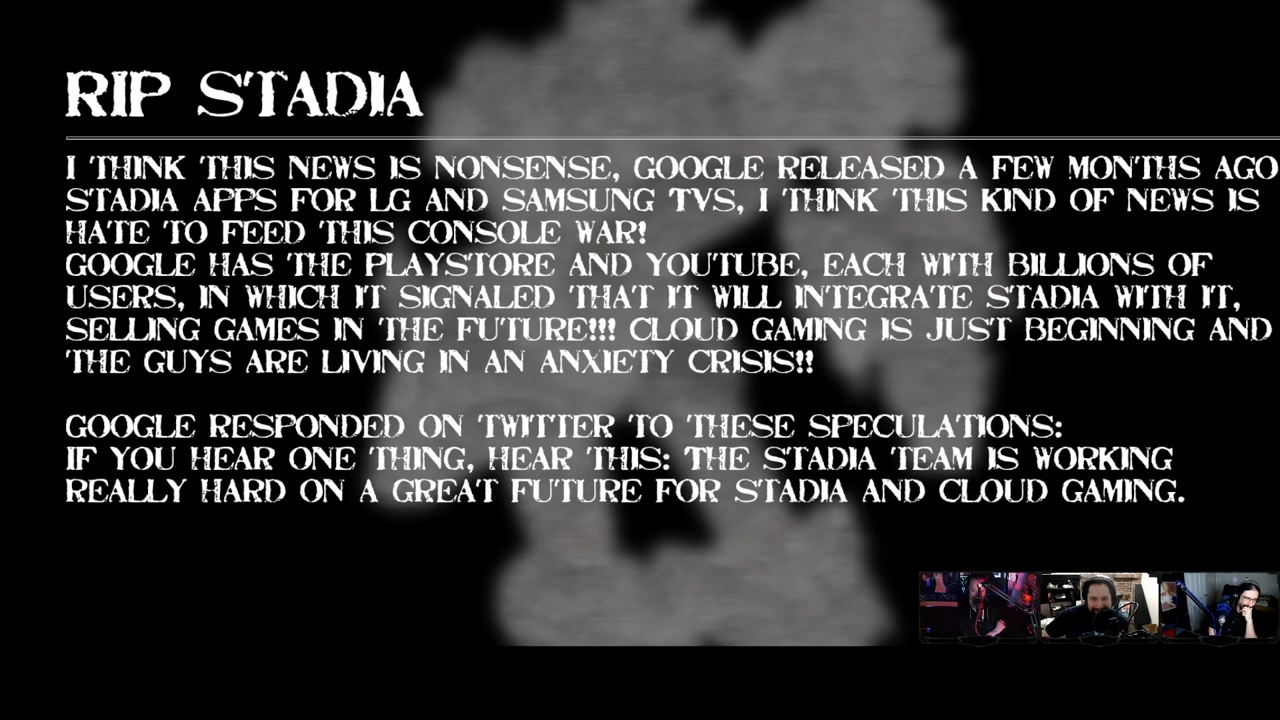 RIP STADIA
I THINK THIS NEWS IS NONSENSE, GOOGLE RELEASED A FEW MONTHS AGO
STADIA APPS FOR LG AND SAMSUNG TVS, I THINK THIS KIND OF NEWS IS
HATE TO FEED THIS CONSOLE WAR!
GOOGLE HAS THE PLAYSTORE AND YOUTUBE, EACH WITH BILLIONS OF
USERS, IN WHICH IT SIGNALED THAT IT WILL INTEGRATE STADIA WITH IT,
SELLING GAMES IN THE FUTURE!!! CLOUD GAMING IS JUST BEGINNING AND
THE GUYS ARE LIVING IN AN ANXIETY CRISIS!!
GOOGLE RESPONDED ON TWITTER TO THESE SPECULATIONS:
IF YOU HEAR ONE THING, HEAR THIS: THE STADIA TEAM IS WORKING
REALLY HARD ON A GREAT FUTURE FOR STADIA AND CLOUD GAMING.